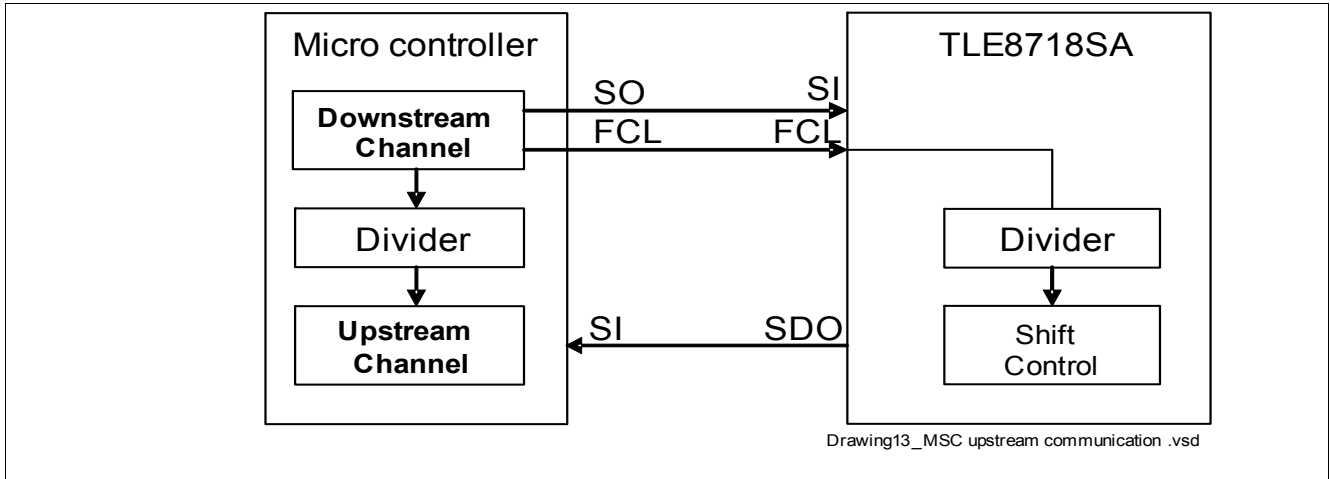 Micro controller
TLE8718SA
SO
SI
Downstream
Channel
FCL
FCL
Divider
Divider
Upstream
Channel
SI
SDO
Shift
Control
Drawing13_MSC upstream communication .vsd